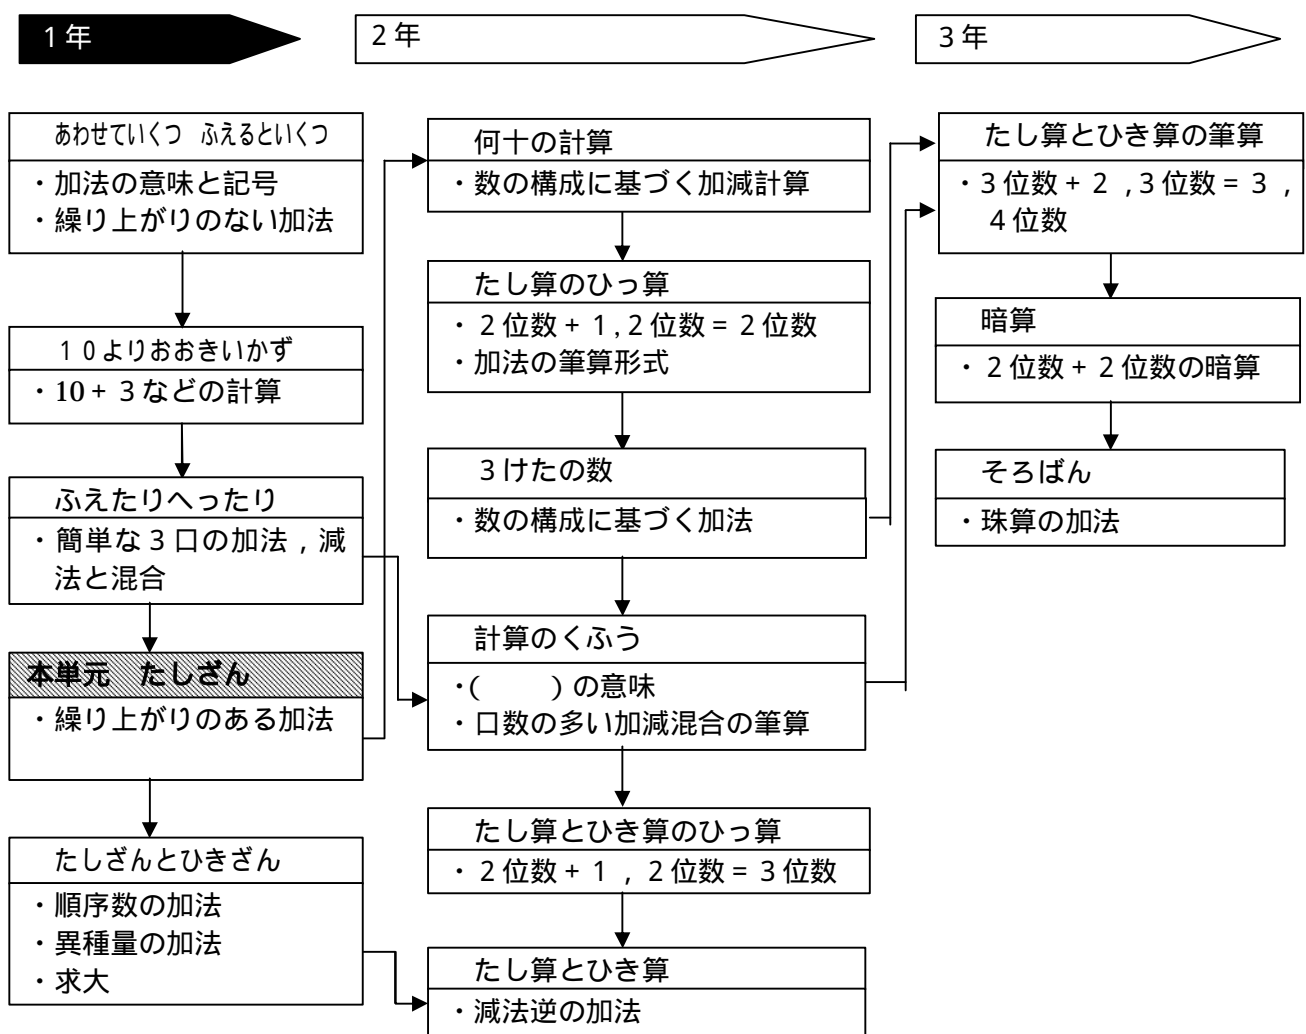 1年
2年
3年
あわせていくつ　ふえるといくつ
・加法の意味と記号
・繰り上がりのない加法
１０よりおおきいかず
・10+３などの計算
ふえたりへったり
・簡単な３口の加法，減
法と混合
本単元　たしざん
・繰り上がりのある加法
たしざんとひきざん
・順序数の加法
・異種量の加法
・求大
何十の計算
・数の構成に基づく加減計算
たし算のひっ算
・２位数+１,２位数=２位数
・加法の筆算形式
３けたの数
・数の構成に基づく加法
計算のくふう
・(　　)の意味
・口数の多い加減混合の筆算
たし算とひき算のひっ算
・２位数+１，２位数=３位数
たし算とひき算
・減法逆の加法
たし算とひき算の筆算
・３位数+２,３位数=３，
４位数
暗算
・２位数+２位数の暗算
そろばん
・珠算の加法